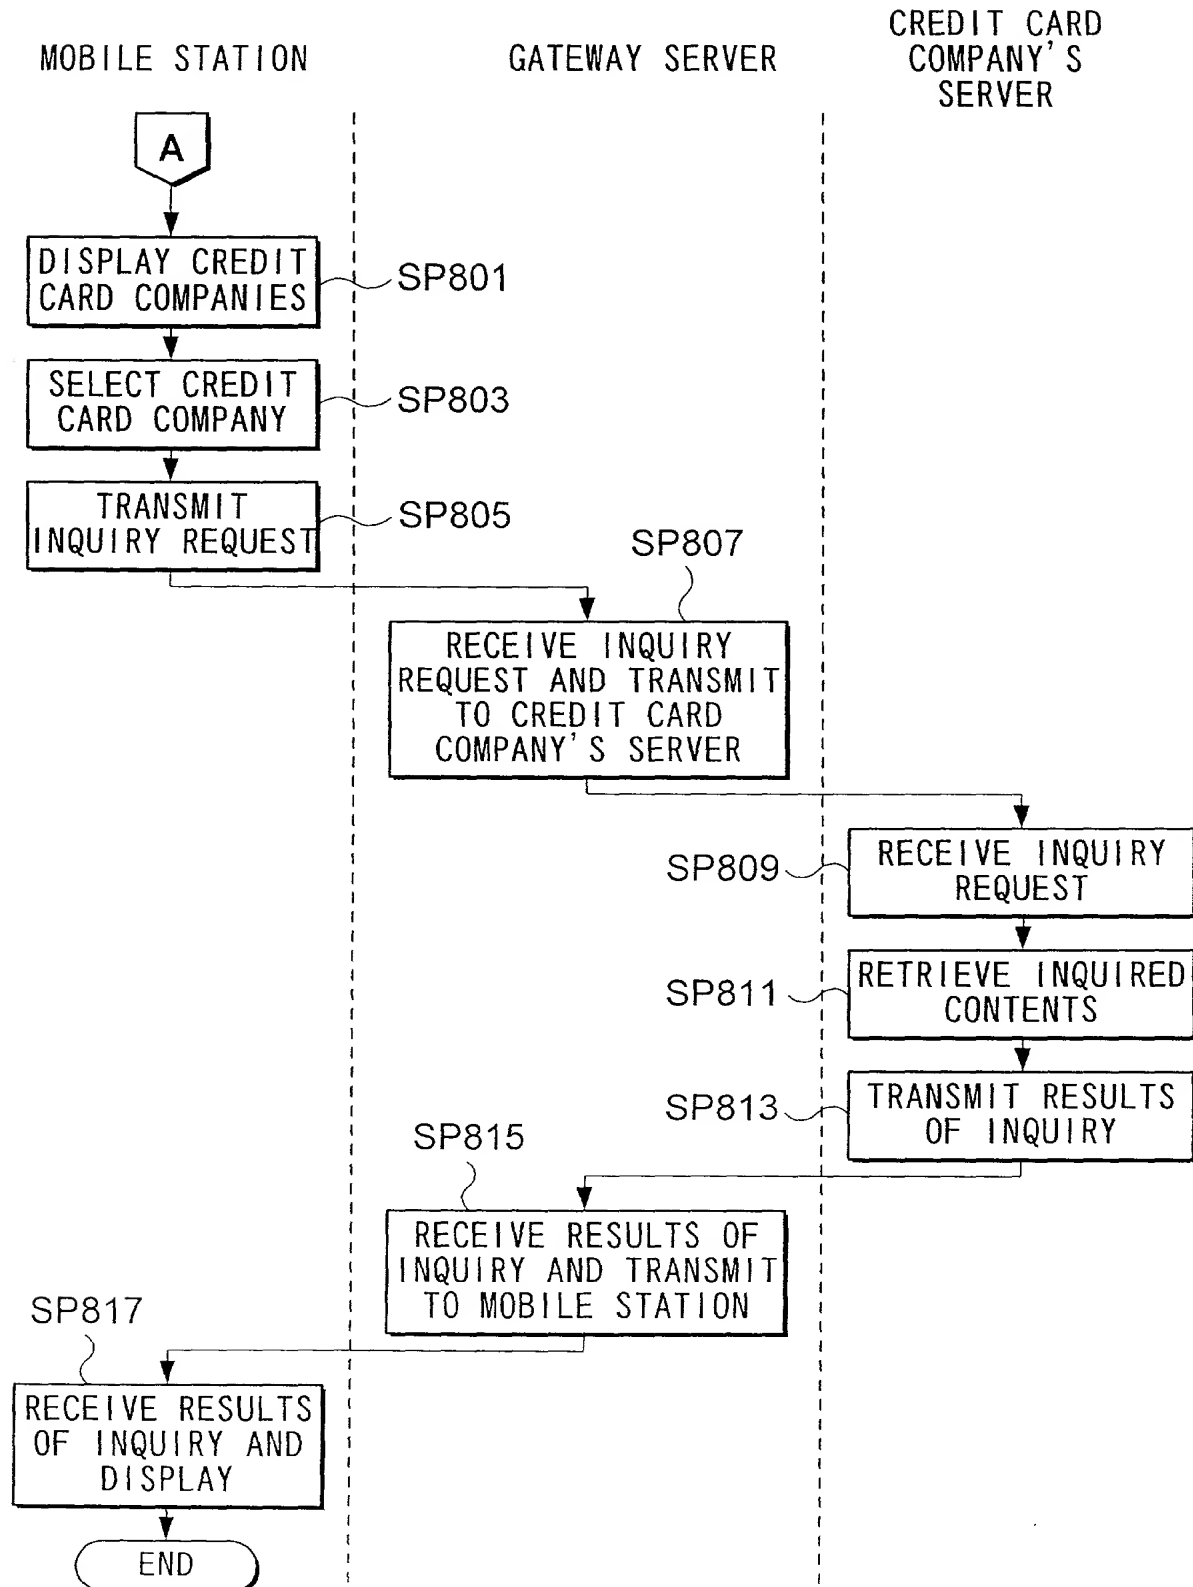 MOBILE STATION
GATEWAY SERVER
CREDIT CARD
COMPANY'S
SERVER
A
DISPLAY CREDIT
CARD COMPANIES
SP801
SELECT CREDIT
CARD COMPANY
SP803
TRANSMIT
INQUIRY REQUEST
SP805
SP807
RECEIVE INQUIRY
REQUEST AND TRANSMIT
TO CREDIT CARD
COMPANY'S SERVER
SP809
RECEIVE INQUIRY
REQUEST
SP811
RETRIEVE INQUIRED
CONTENTS
SP813
TRANSMIT RESULTS
OF INQUIRY
SP815
RECEIVE RESULTS OF
INQUIRY AND TRANSMIT
TO MOBILE STATION
SP817
RECEIVE RESULTS
OF INQUIRY AND
DISPLAY
END